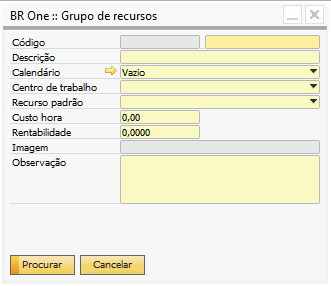 BR One :: Grupo de recursos
Código
Descrição
Calendário Vazio
Centro de trabalho
Recurso padrão
Custo hora 0,00
Rentabilidade 0,0000
Imagem
Observação
Procurar Cancelar